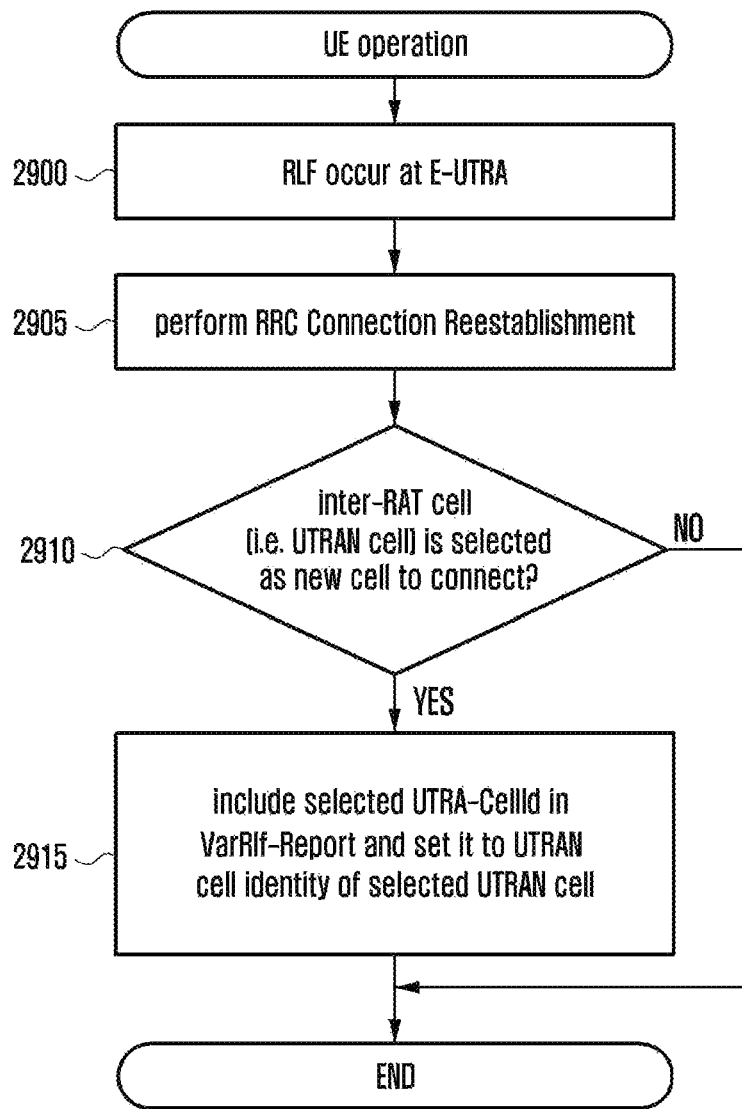 UE operation
2900
RLF occur at E-UTRA
2905
perform RRC Connection Reestablishment
2910
inter-RAT cell
(i.e. UTRAN cell) is selected
as new cell to connect?
NO
YES
2915
include selected UTRA-CellId in
VarRlf-Report and set it to UTRAN
cell identity of selected UTRAN cell
END